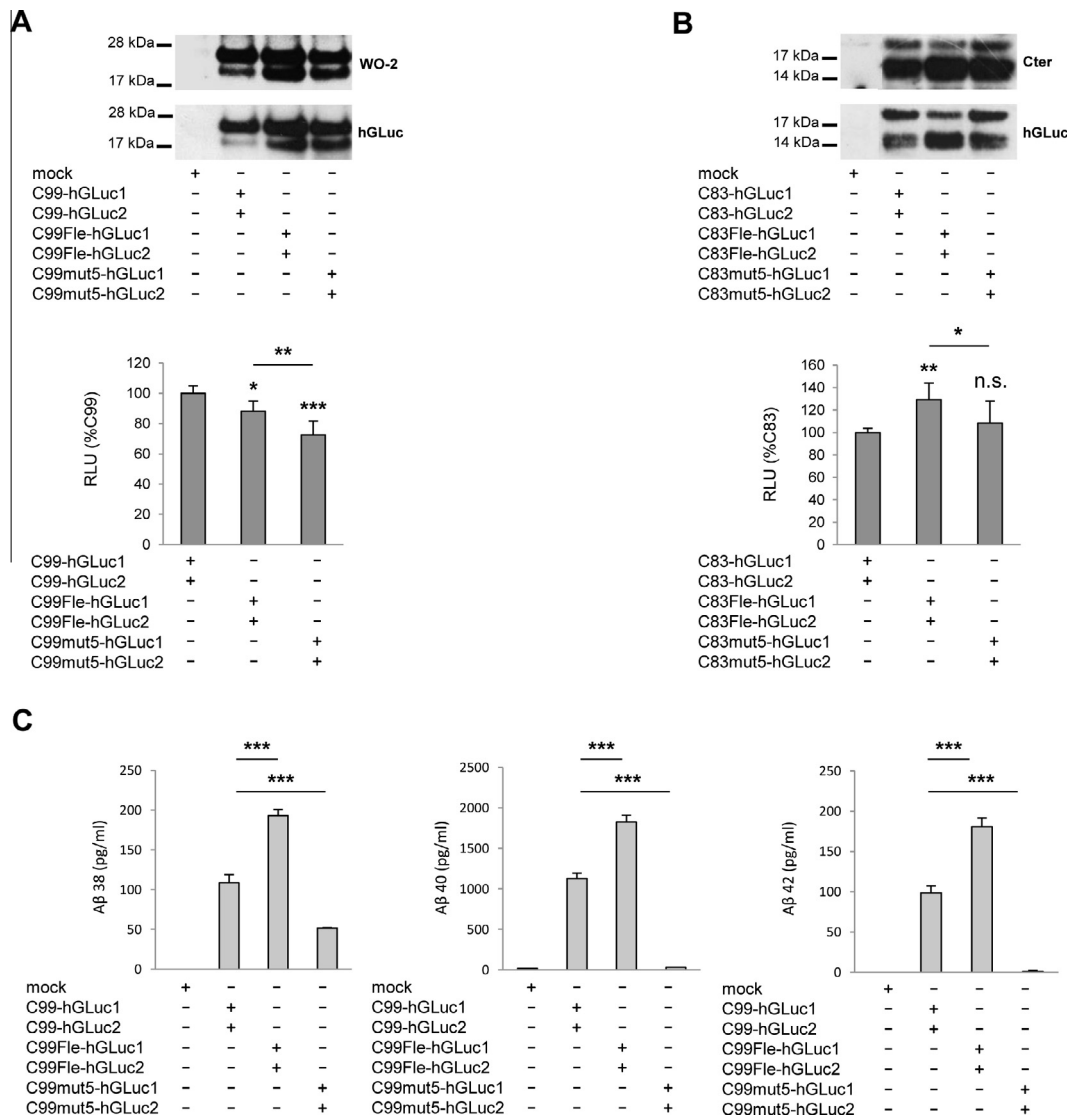 A
28 kDa
17 kDa
WO-2
28 kDa
17 kDa
hGLuc
mock + – – –
C99-hGLuc1 – + – –
C99-hGLuc2 – + – –
C99Fle-hGLuc1 – – + –
C99Fle-hGLuc2 – – + –
C99mut5-hGLuc1 – – – +
C99mut5-hGLuc2 – – – +
RLU (%C99)
120
100
80
60
40
20
0
**
*
***
C99-hGLuc1 + – –
C99-hGLuc2 + – –
C99Fle-hGLuc1 – + –
C99Fle-hGLuc2 – + –
C99mut5-hGLuc1 – – +
C99mut5-hGLuc2 – – +
B
17 kDa
14 kDa
Cter
17 kDa
14 kDa
hGLuc
mock + – – –
C83-hGLuc1 – + – –
C83-hGLuc2 – + – –
C83Fle-hGLuc1 – – + –
C83Fle-hGLuc2 – – + –
C83mut5-hGLuc1 – – – +
C83mut5-hGLuc2 – – – +
RLU (%C83)
160
140
120
100
80
60
40
20
0
*
**
n.s.
C83-hGLuc1 + – –
C83-hGLuc2 + – –
C83Fle-hGLuc1 – + –
C83Fle-hGLuc2 – + –
C83mut5-hGLuc1 – – +
C83mut5-hGLuc2 – – +
C
Aβ 38 (pg/ml)
250
200
150
100
50
0
***
***
mock + – – –
C99-hGLuc1 – + – –
C99-hGLuc2 – + – –
C99Fle-hGLuc1 – – + –
C99Fle-hGLuc2 – – + –
C99mut5-hGLuc1 – – – +
C99mut5-hGLuc2 – – – +
Aβ 40 (pg/ml)
2500
2000
1500
1000
500
0
***
***
mock + – – –
C99-hGLuc1 – + – –
C99-hGLuc2 – + – –
C99Fle-hGLuc1 – – + –
C99Fle-hGLuc2 – – + –
C99mut5-hGLuc1 – – – +
C99mut5-hGLuc2 – – – +
Aβ 42 (pg/ml)
250
200
150
100
50
0
***
***
mock + – – –
C99-hGLuc1 – + – –
C99-hGLuc2 – + – –
C99Fle-hGLuc1 – – + –
C99Fle-hGLuc2 – – + –
C99mut5-hGLuc1 – – – +
C99mut5-hGLuc2 – – – +